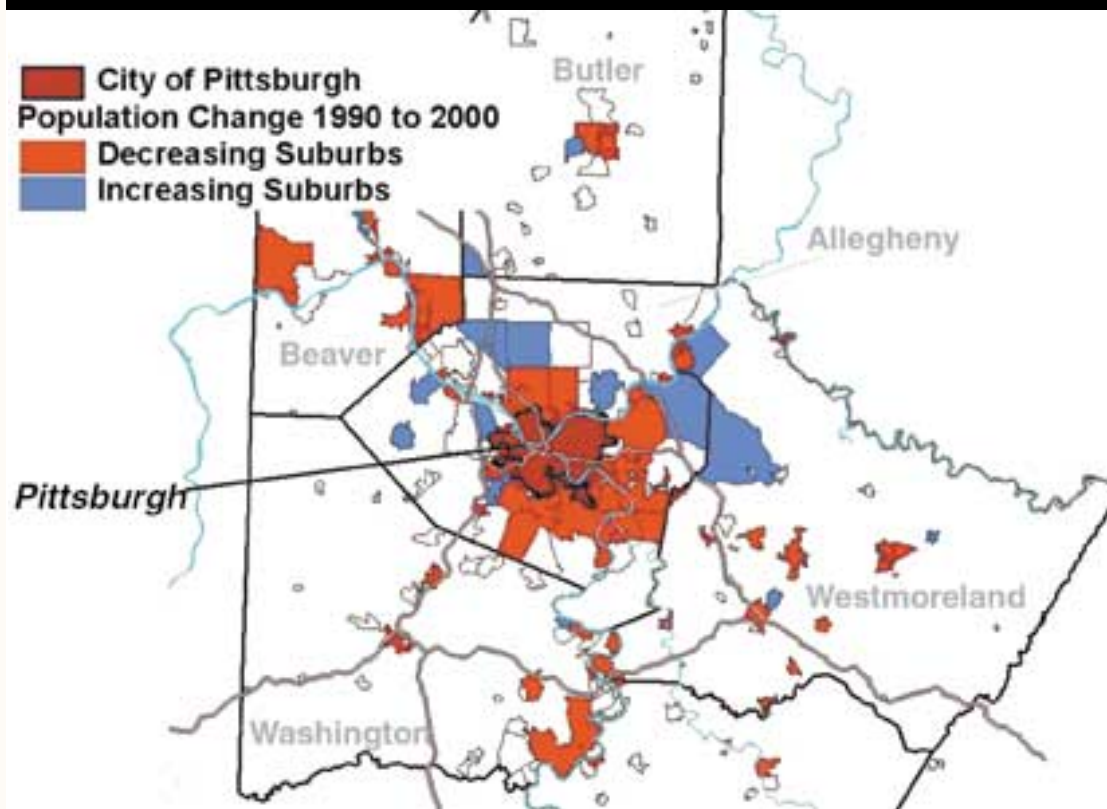 City of Pittsburgh
Population Change 1990 to 2000
Decreasing Suburbs
Increasing Suburbs
Butler
Allegheny
Beaver
Pittsburgh
Westmoreland
Washington